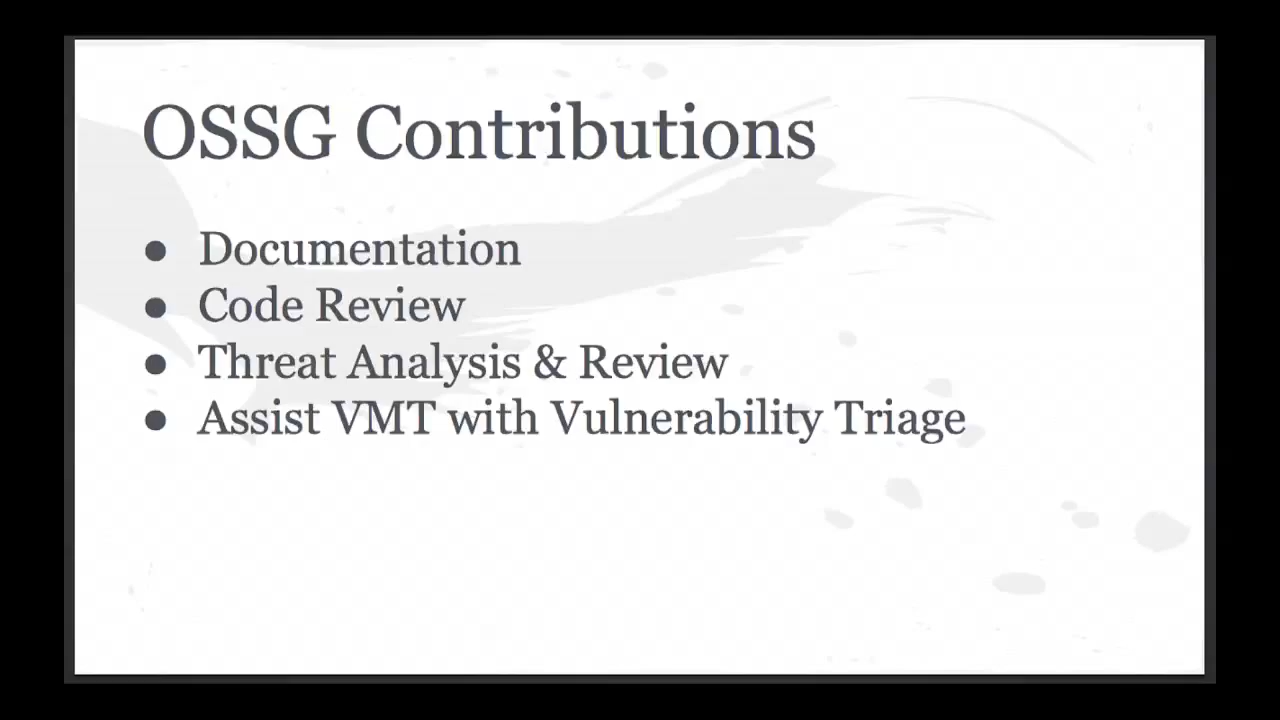 OSSG Contributions
● Documentation
● Code Review
● Threat Analysis & Review
● Assist VMT with Vulnerability Triage